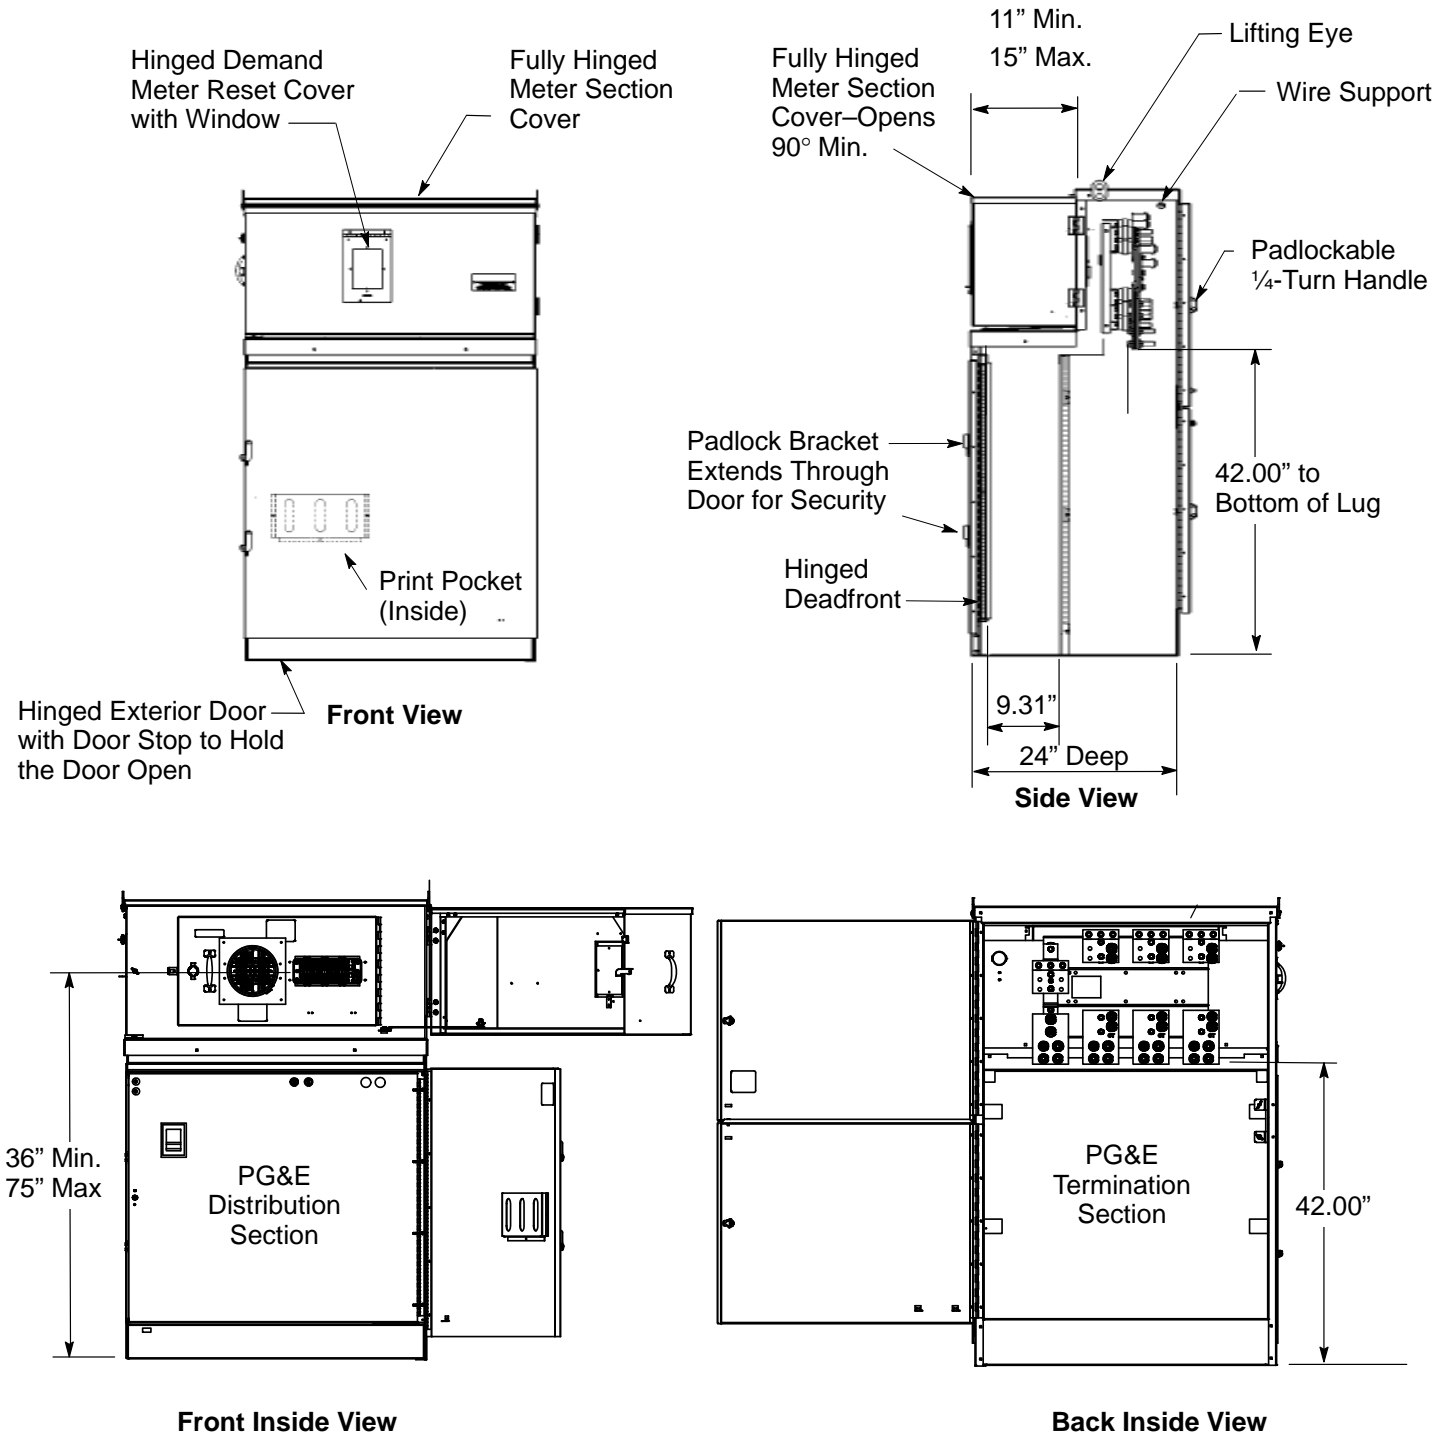 Hinged Demand
Meter Reset Cover
with Window
Fully Hinged
Meter Section
Cover
Print Pocket
(Inside)
Hinged Exterior Door
with Door Stop to Hold
the Door Open
Front View
11” Min.
15” Max.
Fully Hinged
Meter Section
Cover–Opens
90° Min.
Lifting Eye
Wire Support
Padlockable
¼-Turn Handle
Padlock Bracket
Extends Through
Door for Security
42.00” to
Bottom of Lug
Hinged
Deadfront
9.31”
24” Deep
Side View
36” Min.
75” Max
PG&E
Distribution
Section
Front Inside View
PG&E
Termination
Section
42.00”
Back Inside View